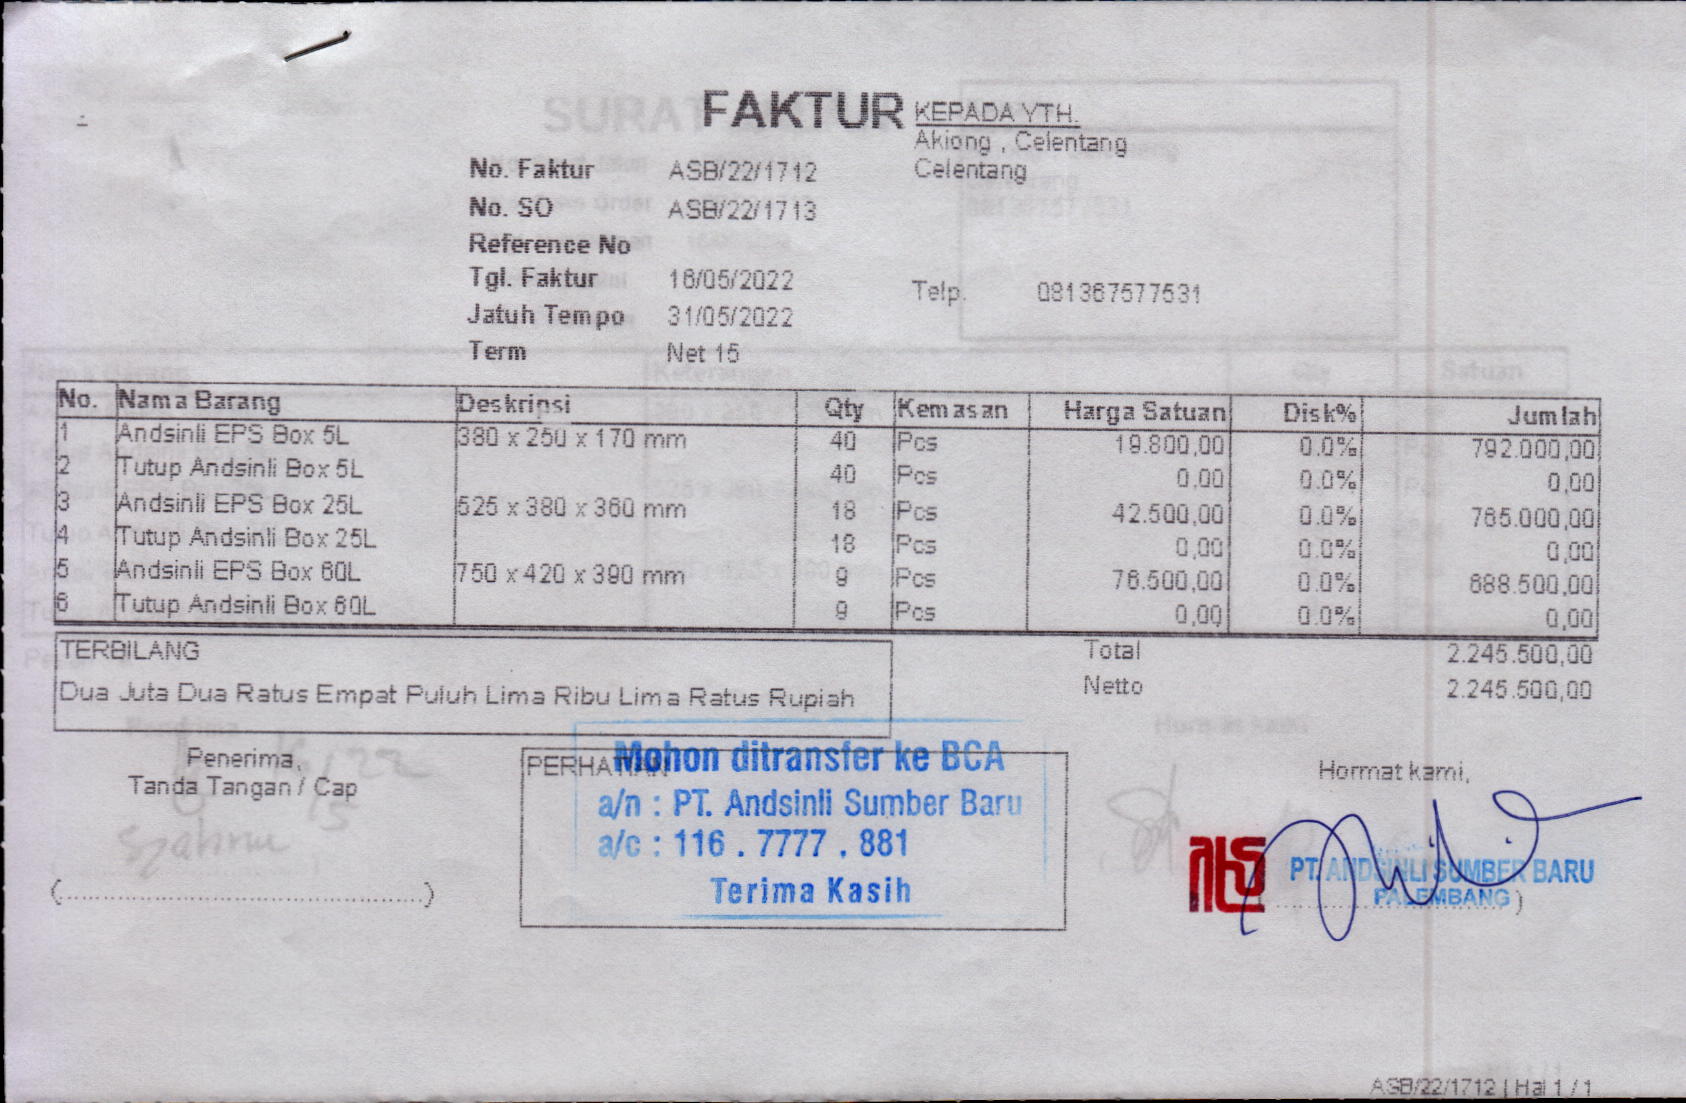 FAKTUR
KEPADA YTH.
Akiong , Celentang
Celentang
No. Faktur ASB/22/1712
No. SO ASB/22/1713
Reference No
Tgl. Faktur 16/05/2022
Jatuh Tempo 31/05/2022
Term Net 15
Telp. 081367577531
No. Nama Barang Deskripsi Qty Kemasan Harga Satuan Disk% Jumlah
1 Andsinli EPS Box 5L 380 x 250 x 170 mm 40 Pcs 19.800,00 0.0% 792.000,00
2 Tutup Andsinli Box 5L 40 Pcs 0,00 0.0% 0,00
3 Andsinli EPS Box 25L 525 x 380 x 360 mm 18 Pcs 42.500,00 0.0% 765.000,00
4 Tutup Andsinli Box 25L 18 Pcs 0,00 0.0% 0,00
5 Andsinli EPS Box 60L 750 x 420 x 390 mm 9 Pcs 76.500,00 0.0% 688.500,00
6 Tutup Andsinli Box 60L 9 Pcs 0,00 0.0% 0,00
TERBILANG
Dua Juta Dua Ratus Empat Puluh Lima Ribu Lima Ratus Rupiah
Total 2.245.500,00
Netto 2.245.500,00
Penerima,
Tanda Tangan / Cap
(........................................................)
PERHATIAN
Mohon ditransfer ke BCA
a/n : PT. Andsinli Sumber Baru
a/c : 116 . 7777 . 881
Terima Kasih
Hormat kami,
PT. ANDSINLI SUMBER BARU
PALEMBANG
ASB/22/1712 | Hal 1 / 1